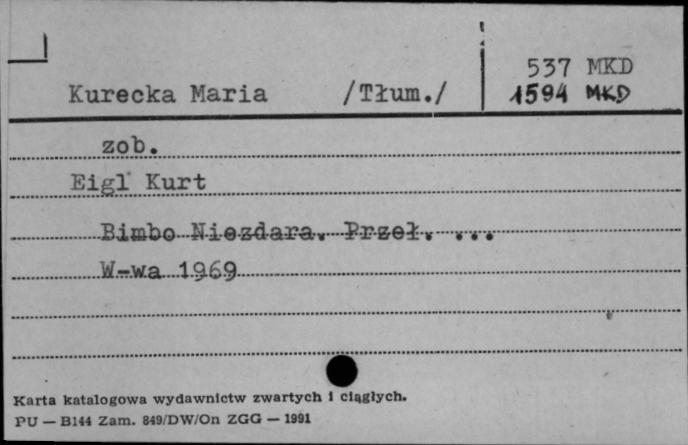 537 MKD
Kurecka Maria /Tłum./ 1594 MKD
zob.
Eigl Kurt
Bimbo Niezdara. Przeł. ...
W-wa 1969
Karta katalogowa wydawnictw zwartych i ciągłych.
PU — B144 Zam. 849/DW/On ZGG — 1991